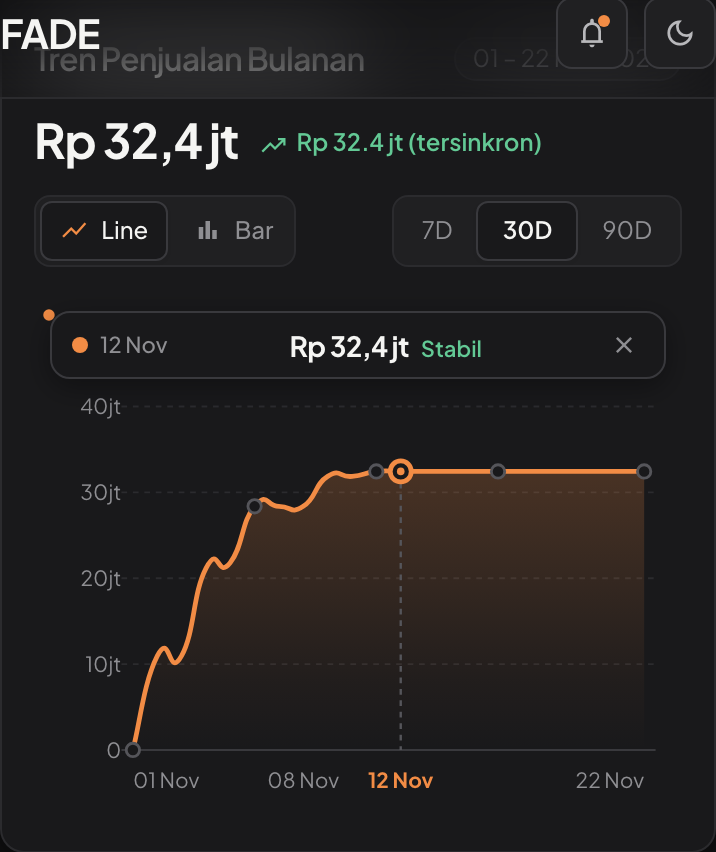 FADE
Tren Penjualan Bulanan
01 – 22
Rp 32,4 jt
Rp 32.4 jt (tersinkron)
Line
Bar
7D
30D
90D
12 Nov
Rp 32,4 jt
Stabil
40jt
30jt
20jt
10jt
0
01 Nov
08 Nov
12 Nov
22 Nov